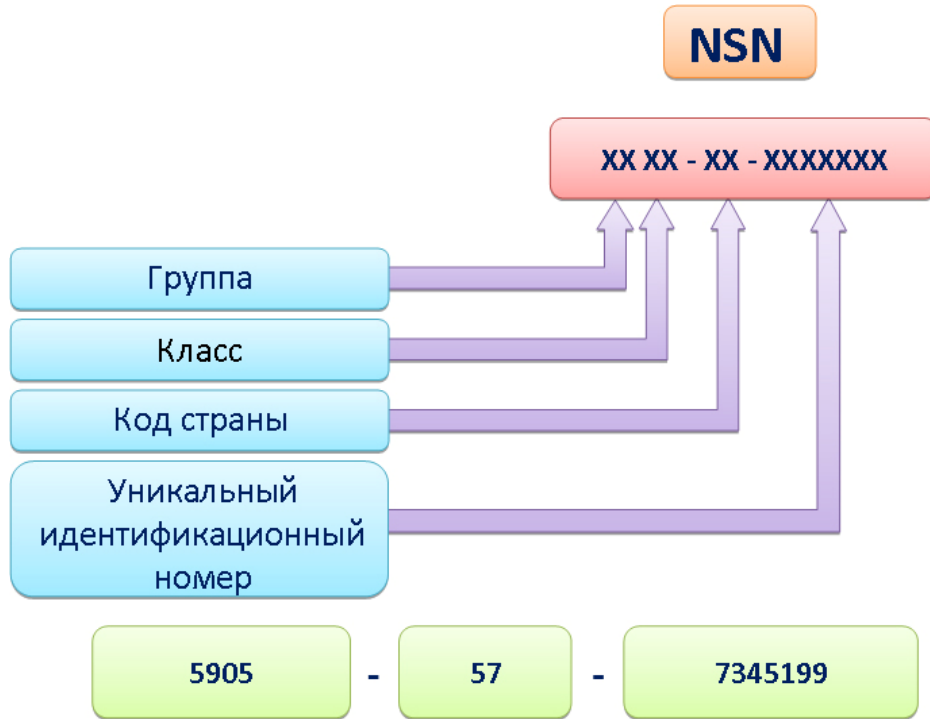 NSN
XX XX - XX - XXXXXXX
Группа
Класс
Код страны
Уникальный
идентификационный
номер
5905 - 57 - 7345199